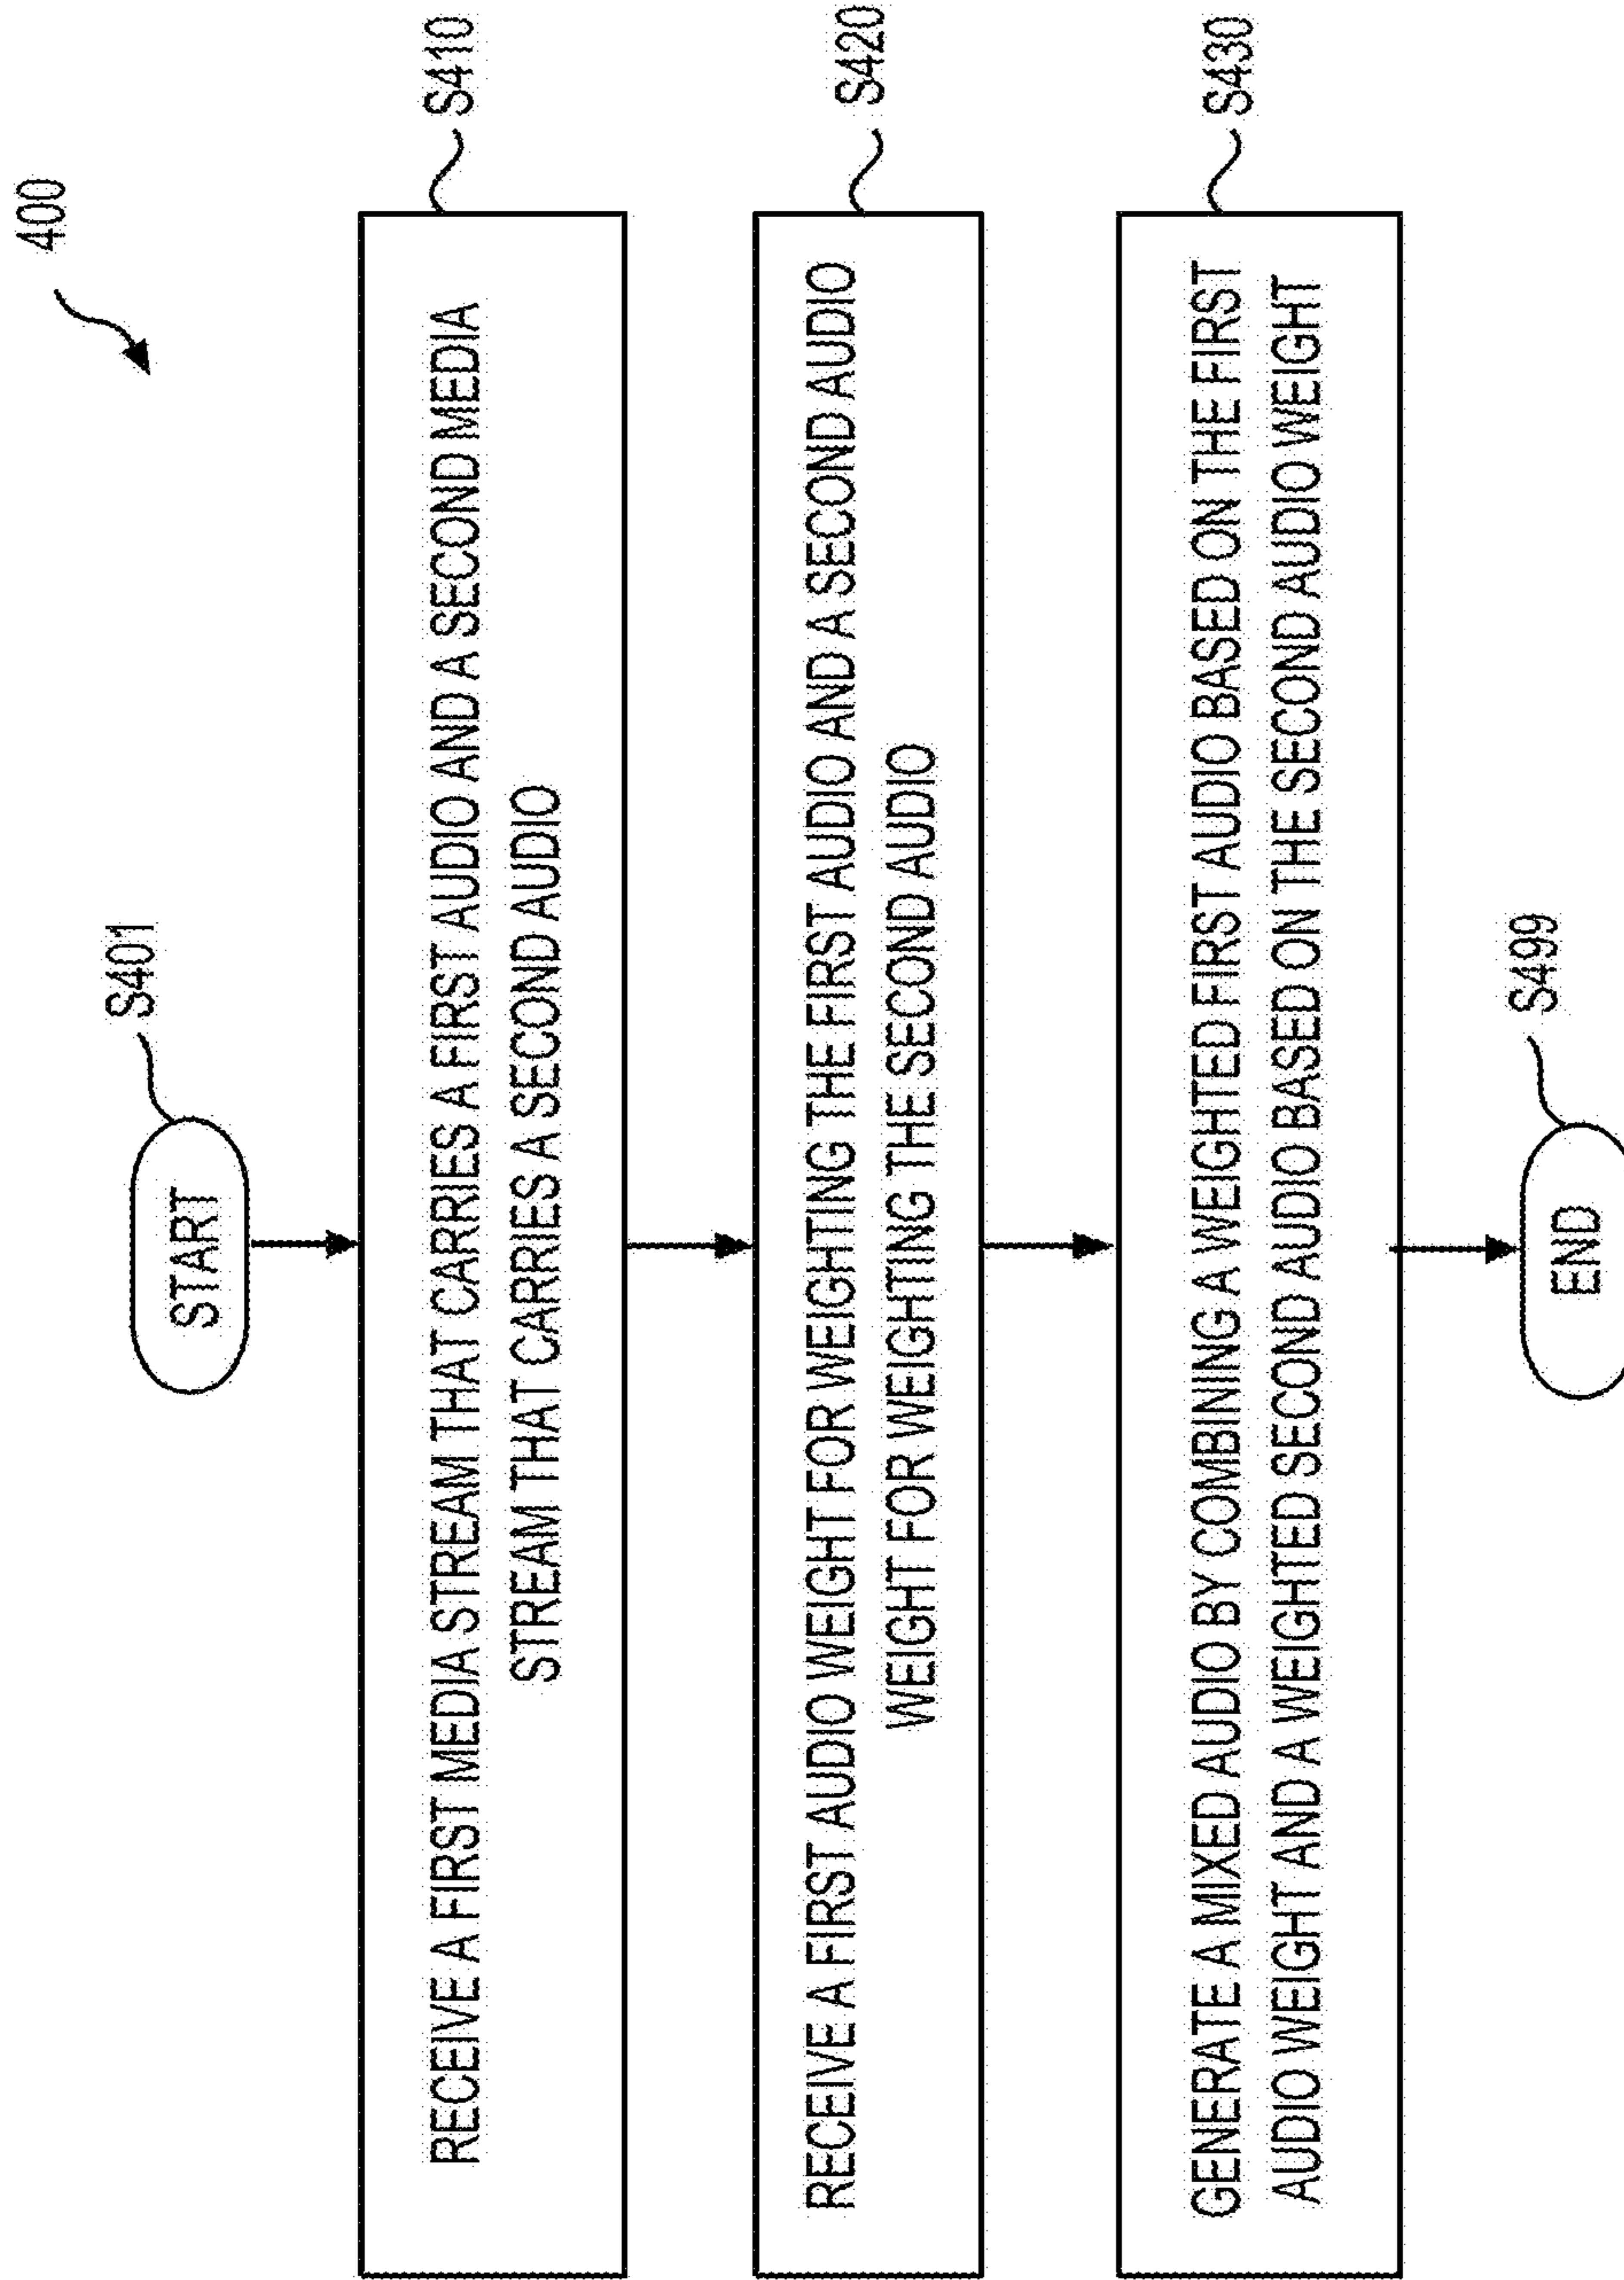 400
S401
START
S410
RECEIVE A FIRST MEDIA STREAM THAT CARRIES A FIRST AUDIO AND A SECOND MEDIA
STREAM THAT CARRIES A SECOND AUDIO
S420
RECEIVE A FIRST AUDIO WEIGHT FOR WEIGHTING THE FIRST AUDIO AND A SECOND AUDIO
WEIGHT FOR WEIGHTING THE SECOND AUDIO
S430
GENERATE A MIXED AUDIO BY COMBINING A WEIGHTED FIRST AUDIO BASED ON THE FIRST
AUDIO WEIGHT AND A WEIGHTED SECOND AUDIO BASED ON THE SECOND AUDIO WEIGHT
S499
END